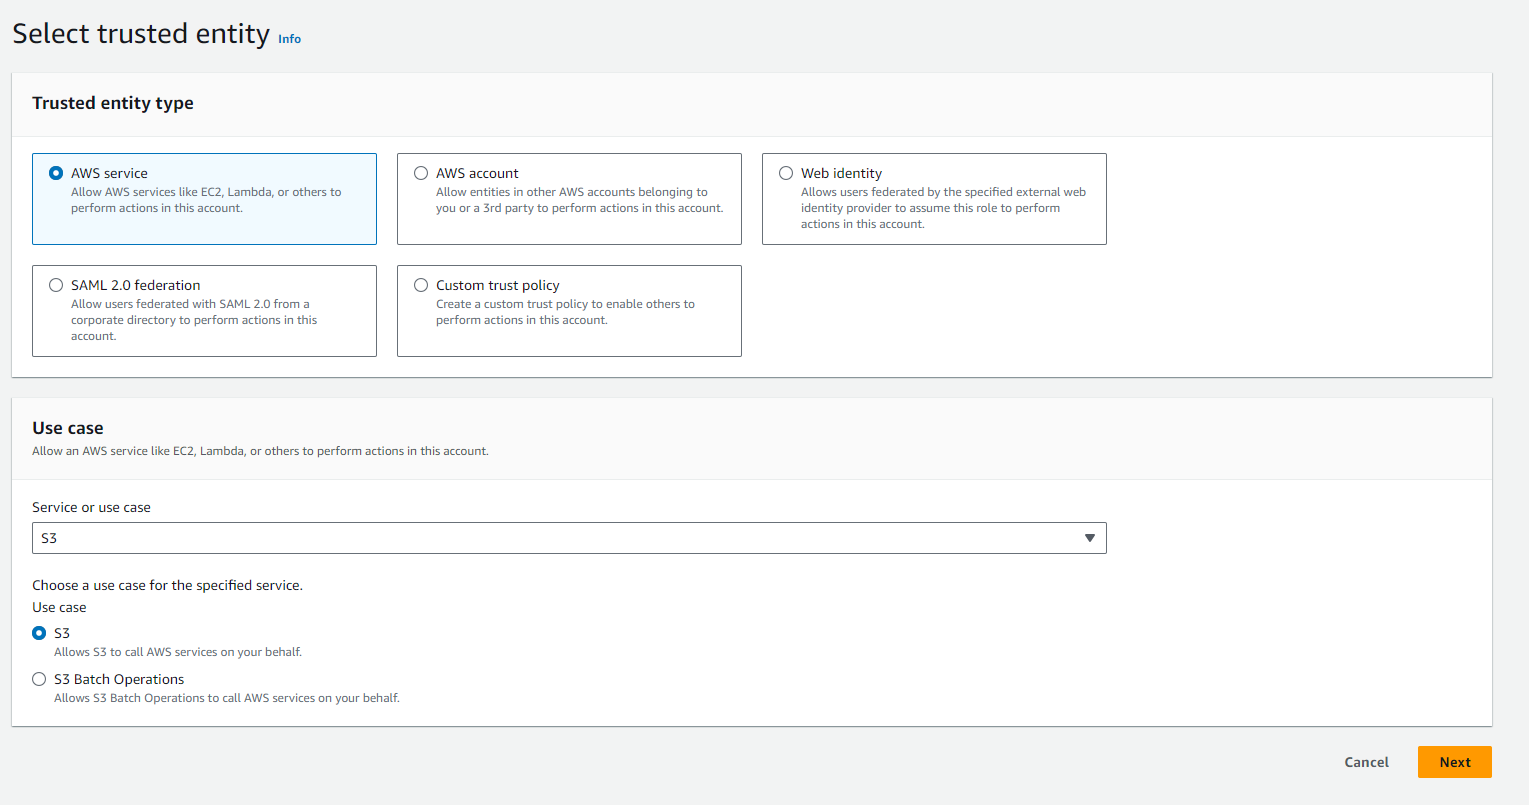 Select trusted entity Info
Trusted entity type
AWS service
Allow AWS services like EC2, Lambda, or others to
perform actions in this account.
AWS account
Allow entities in other AWS accounts belonging to
you or a 3rd party to perform actions in this account.
Web identity
Allows users federated by the specified external web
identity provider to assume this role to perform
actions in this account.
SAML 2.0 federation
Allow users federated with SAML 2.0 from a
corporate directory to perform actions in this
account.
Custom trust policy
Create a custom trust policy to enable others to
perform actions in this account.
Use case
Allow an AWS service like EC2, Lambda, or others to perform actions in this account.
Service or use case
S3
Choose a use case for the specified service.
Use case
S3
Allows S3 to call AWS services on your behalf.
S3 Batch Operations
Allows S3 Batch Operations to call AWS services on your behalf.
Cancel Next